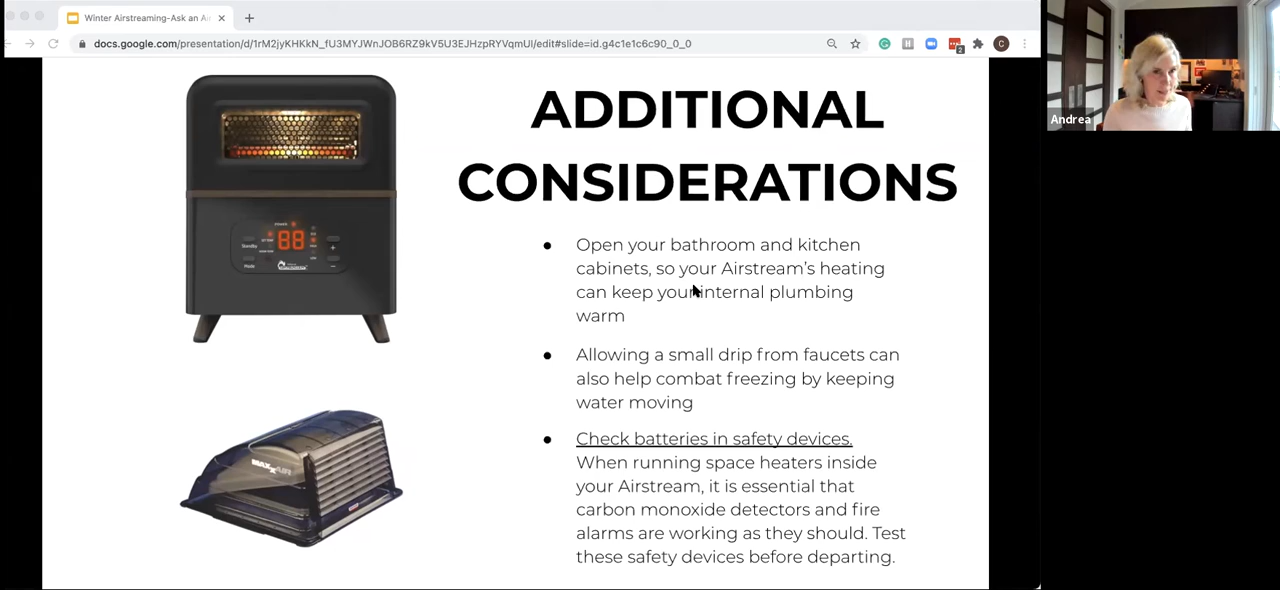 Winter Airstreaming-Ask an Ai
docs.google.com/presentation/d/1rM2jyKHKkN_fU3MYJWnJOB6RZ9kV5U3EJHzpRYVqmUI/edit#slide=id.g4c1e1c6c90_0_0
Andrea
ADDITIONAL
CONSIDERATIONS
Open your bathroom and kitchen
cabinets, so your Airstream’s heating
can keep your internal plumbing
warm
Allowing a small drip from faucets can
also help combat freezing by keeping
water moving
Check batteries in safety devices.
When running space heaters inside
your Airstream, it is essential that
carbon monoxide detectors and fire
alarms are working as they should. Test
these safety devices before departing.
88
Standby
Mode
MAXXAIR